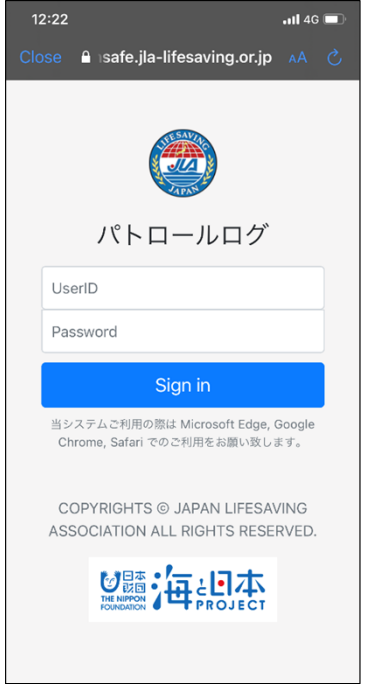 12:22
4G
Close safe.jla-lifesaving.or.jp AA
LIFESAVING
JLA
JAPAN
パトロールログ
UserID
Password
Sign in
当システムご利用の際は Microsoft Edge, Google
Chrome, Safari でのご利用をお願い致します。
COPYRIGHTS © JAPAN LIFESAVING
ASSOCIATION ALL RIGHTS RESERVED.
日本
財団
THE NIPPON
FOUNDATION
海と日本
PROJECT